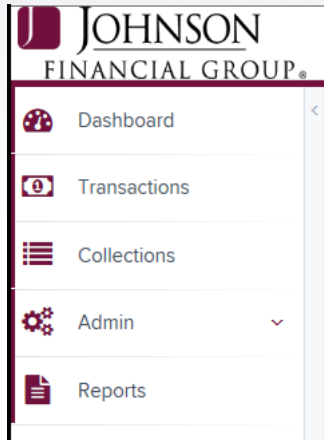 JOHNSON
FINANCIAL GROUP®
Dashboard
Transactions
Collections
Admin
Reports